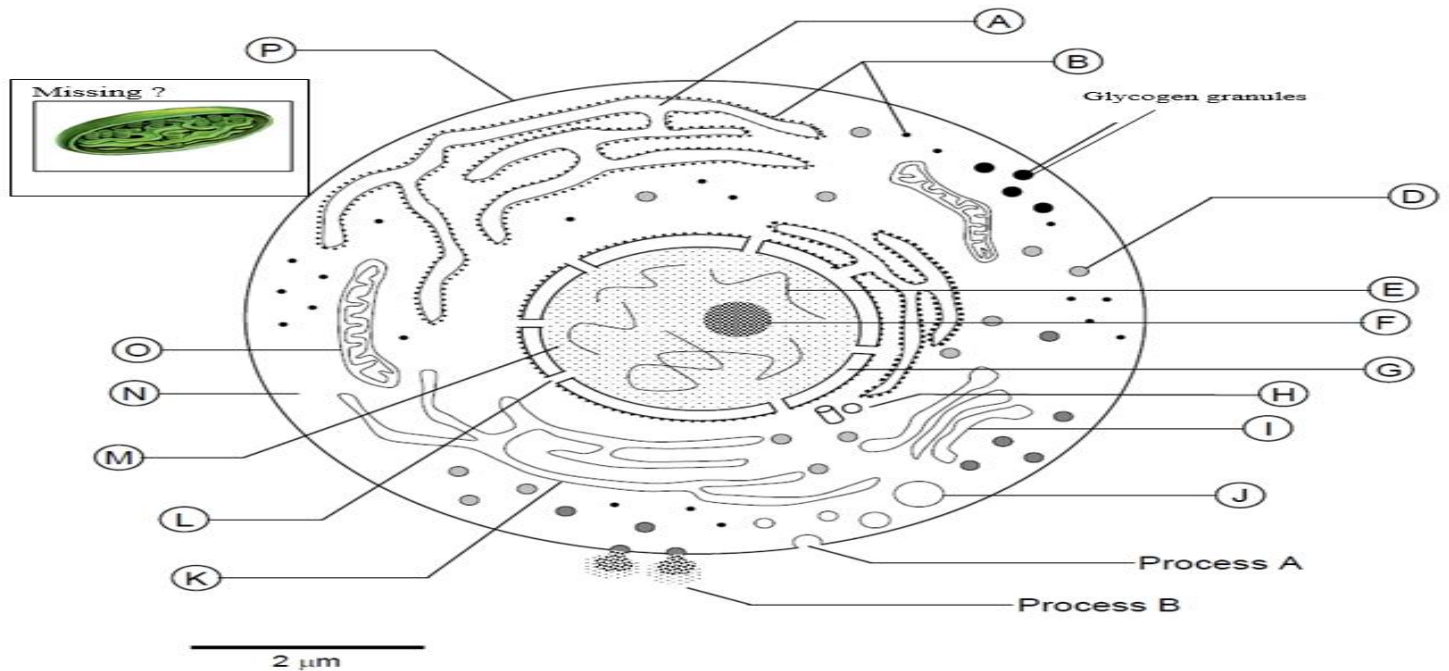 A
P
B
Missing ?
Glycogen granules
D
E
F
O
G
N
H
I
M
J
L
Process A
K
Process B
2 μm